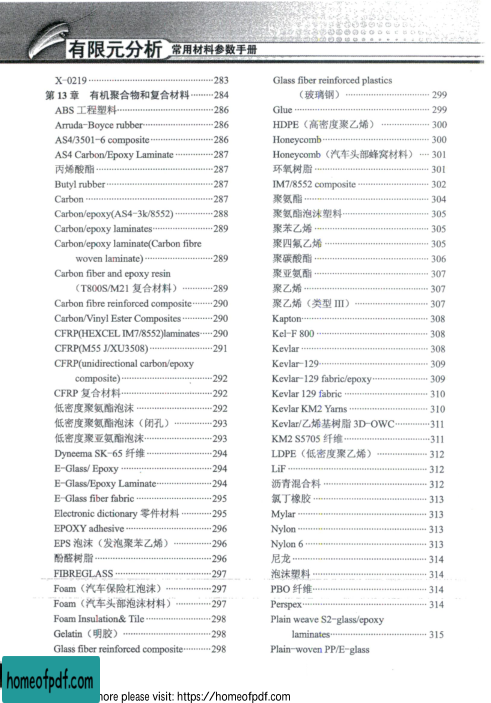 有限元分析 常用材料参数手册
X-0219 283
第 13 章 有机聚合物和复合材料 284
ABS 工程塑料 286
Arruda-Boyce rubber 286
AS4/3501-6 composite 286
AS4 Carbon/Epoxy Laminate 287
丙烯酸酯 287
Butyl rubber 287
Carbon 287
Carbon/epoxy(AS4-3k/8552) 288
Carbon/epoxy laminates 289
Carbon/epoxy laminate(Carbon fibre
woven laminate) 289
Carbon fiber and epoxy resin
（T800S/M21 复合材料） 289
Carbon fibre reinforced composite 290
Carbon/Vinyl Ester Composites 290
CFRP(HEXCEL IM7/8552)laminates 290
CFRP(M55 J/XU3508) 291
CFRP(unidirectional carbon/epoxy
composite) 292
CFRP 复合材料 292
低密度聚氨酯泡沫 292
低密度聚氨酯泡沫（闭孔） 293
低密度聚亚氨酯泡沫 293
Dyneema SK-65 纤维 294
E-Glass/ Epoxy 294
E-Glass/Epoxy Laminate 294
E-Glass fiber fabric 295
Electronic dictionary 零件材料 295
EPOXY adhesive 296
EPS 泡沫（发泡聚苯乙烯） 296
酚醛树脂 296
FIBREGLASS 297
Foam（汽车保险杠泡沫） 297
Foam（汽车头部泡沫材料） 297
Foam Insulation& Tile 298
Gelatin（明胶） 298
Glass fiber reinforced composite 298
Glass fiber reinforced plastics
（玻璃钢） 299
Glue 299
HDPE（高密度聚乙烯） 300
Honeycomb 300
Honeycomb（汽车头部蜂窝材料） 301
环氧树脂 301
IM7/8552 composite 302
聚氨酯 304
聚氨酯泡沫塑料 305
聚苯乙烯 305
聚四氟乙烯 305
聚碳酸酯 306
聚亚氨酯 307
聚乙烯 307
聚乙烯（类型 III） 307
Kapton 308
Kel-F 800 308
Kevlar 308
Kevlar-129 309
Kevlar-129 fabric/epoxy 309
Kevlar 129 fabric 310
Kevlar KM2 Yarns 310
Kevlar/乙烯基树脂 3D-OWC 311
KM2 S5705 纤维 311
LDPE（低密度聚乙烯） 312
LiF 312
沥青混合料 312
氯丁橡胶 313
Mylar 313
Nylon 313
Nylon 6 313
尼龙 314
泡沫塑料 314
PBO 纤维 314
Perspex 314
Plain weave S2-glass/epoxy
laminates 315
Plain-woven PP/E-glass
homeofpdf.com
more please visit: https://homeofpdf.com